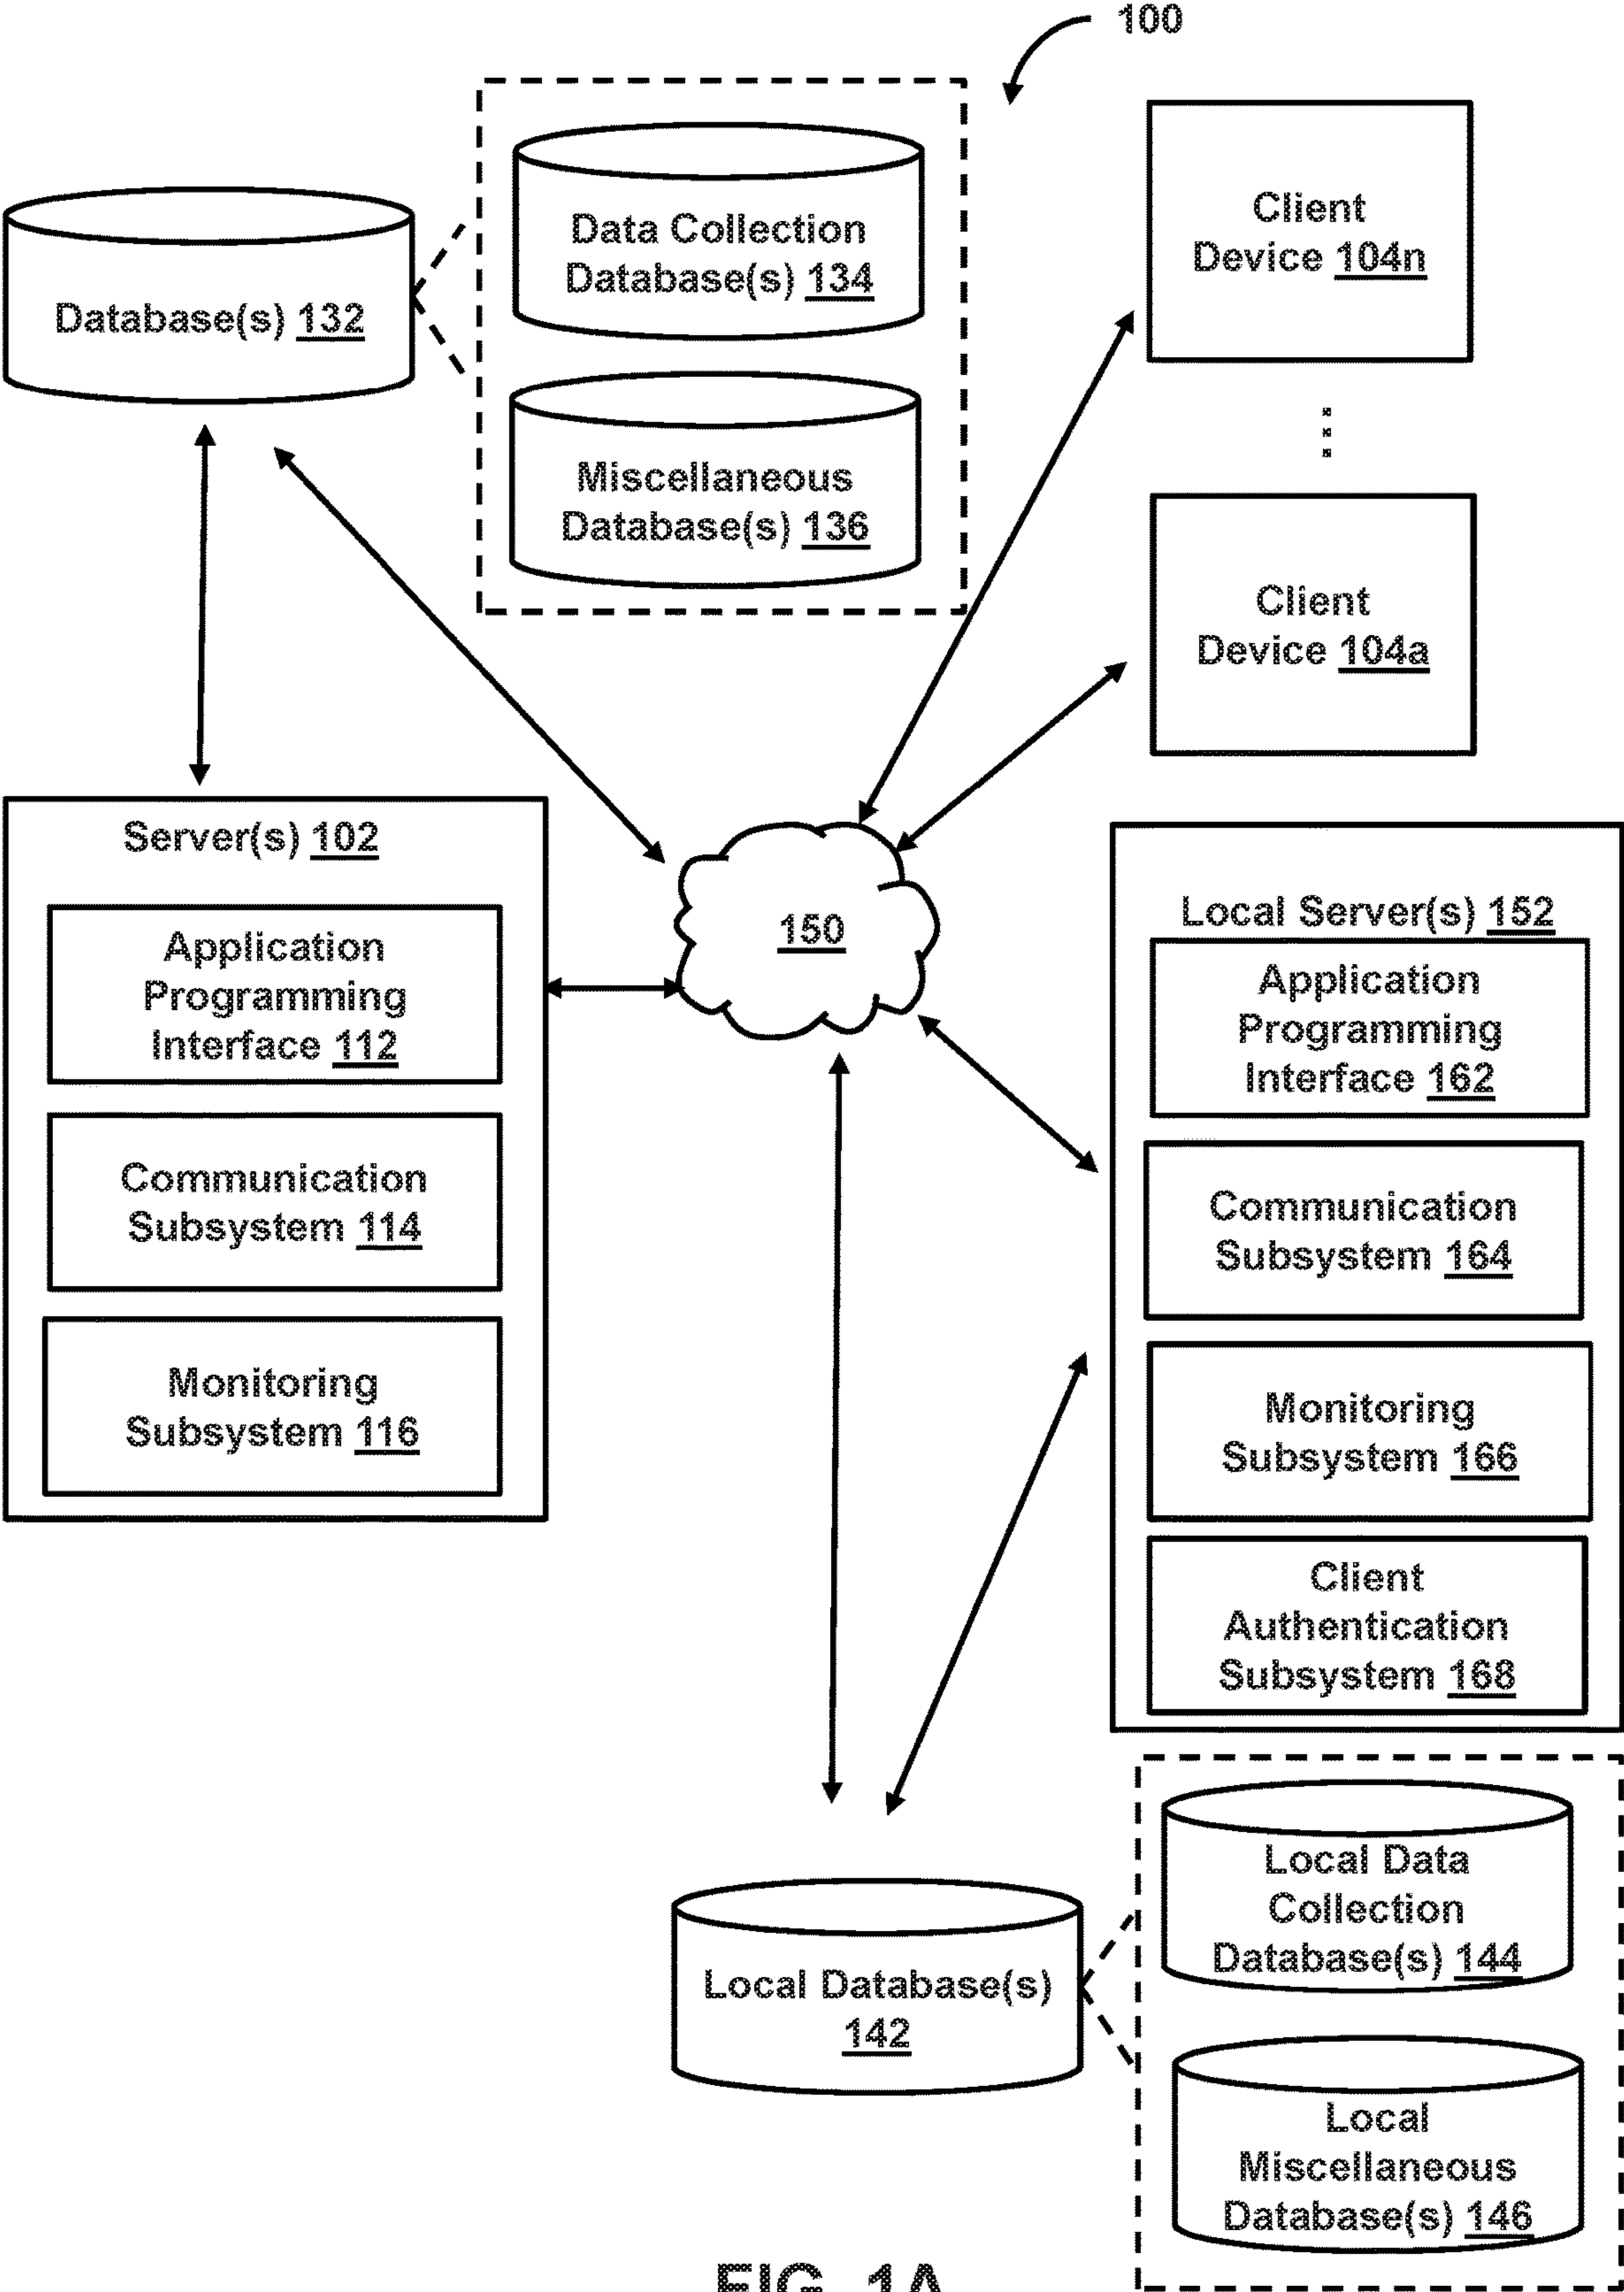 100
Data Collection
Database(s) 134
Miscellaneous
Database(s) 136
Database(s) 132
Client
Device 104n
Client
Device 104a
Server(s) 102
Application
Programming
Interface 112
Communication
Subsystem 114
Monitoring
Subsystem 116
150
Local Server(s) 152
Application
Programming
Interface 162
Communication
Subsystem 164
Monitoring
Subsystem 166
Client
Authentication
Subsystem 168
Local Database(s)
142
Local Data
Collection
Database(s) 144
Local
Miscellaneous
Database(s) 146
FIG. 1A